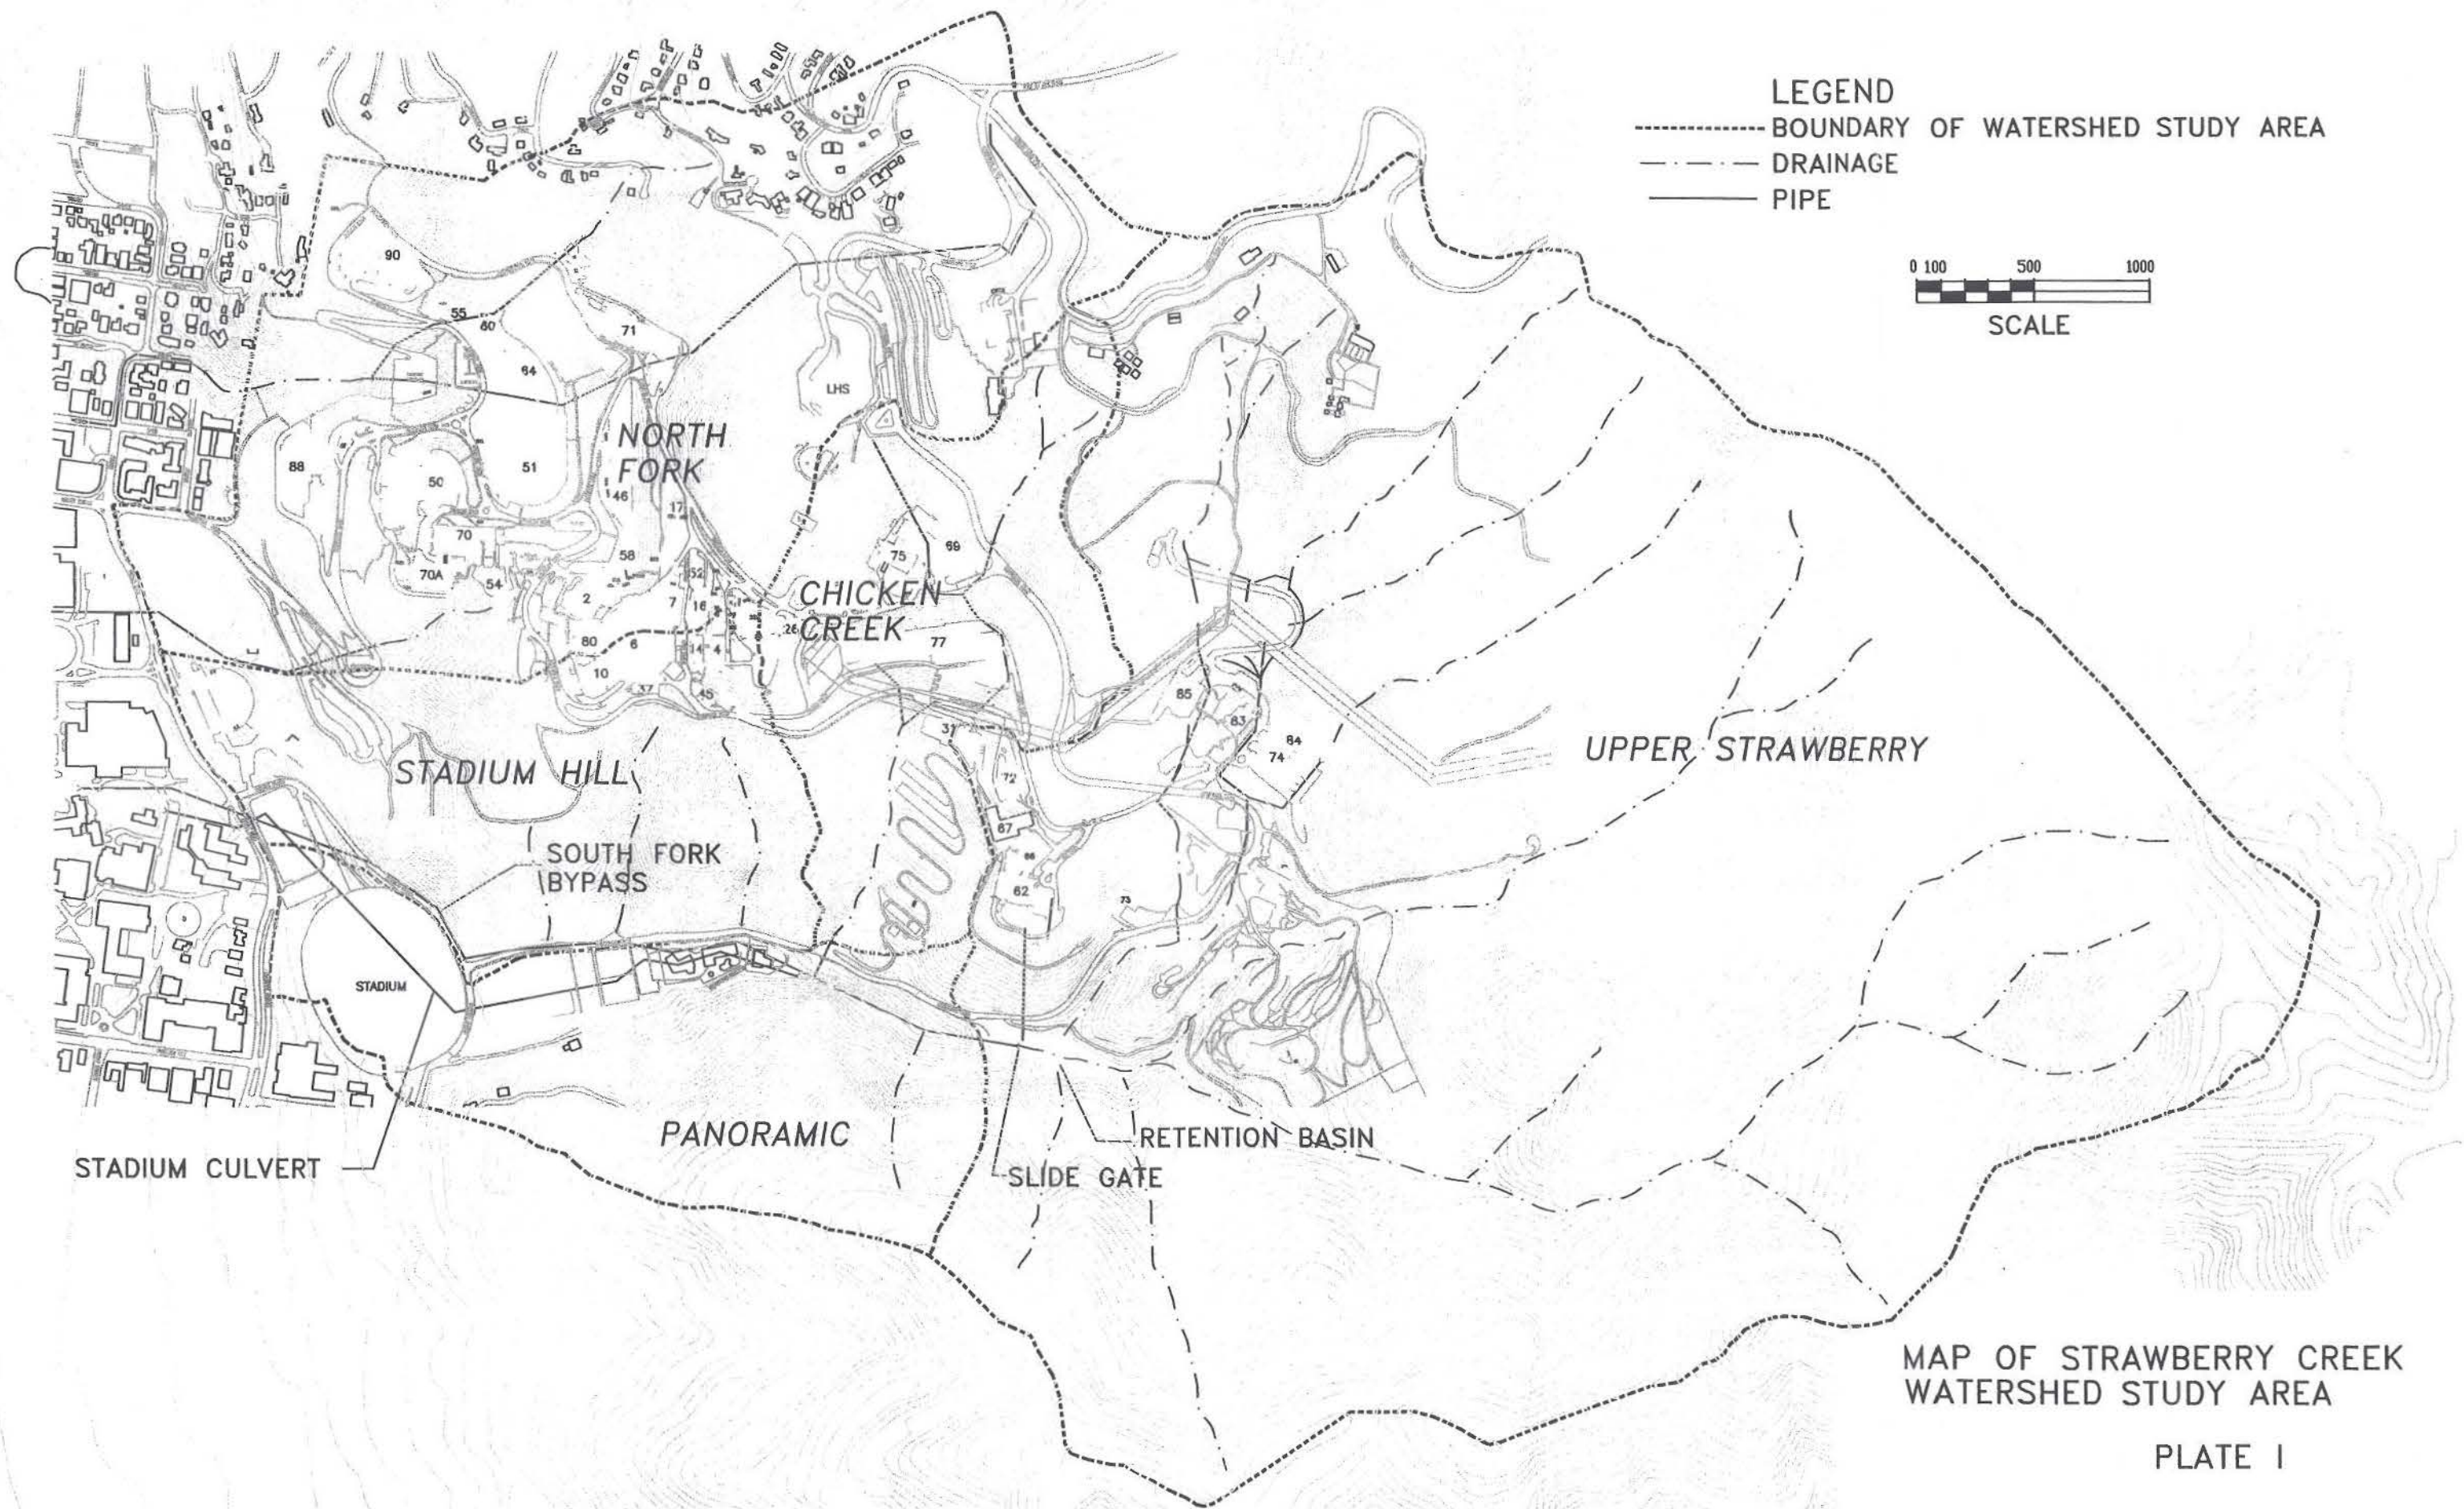 LEGEND
BOUNDARY OF WATERSHED STUDY AREA
DRAINAGE
PIPE
0 100 500 1000
SCALE
90
55
60
71
64
LHS
NORTH
FORK
88
50
51
46
17
70
58
75
69
70A
54
52
2
7
16
CHICKEN
CREEK
26
80
6
14
4
77
10
37
45
31
85
83
84
74
72
UPPER STRAWBERRY
STADIUM HILL
67
66
62
73
SOUTH FORK
BYPASS
STADIUM
PANORAMIC
RETENTION BASIN
STADIUM CULVERT
SLIDE GATE
MAP OF STRAWBERRY CREEK
WATERSHED STUDY AREA
PLATE 1